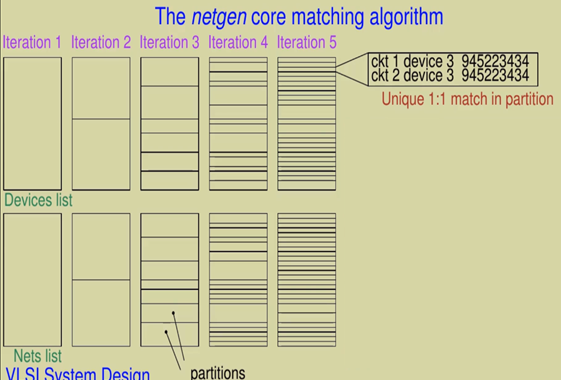 The netgen core matching algorithm
Iteration 1 Iteration 2 Iteration 3 Iteration 4 Iteration 5
ckt 1 device 3 945223434
ckt 2 device 3 945223434
Unique 1:1 match in partition
Devices list
Nets list
VLSI System Design
partitions